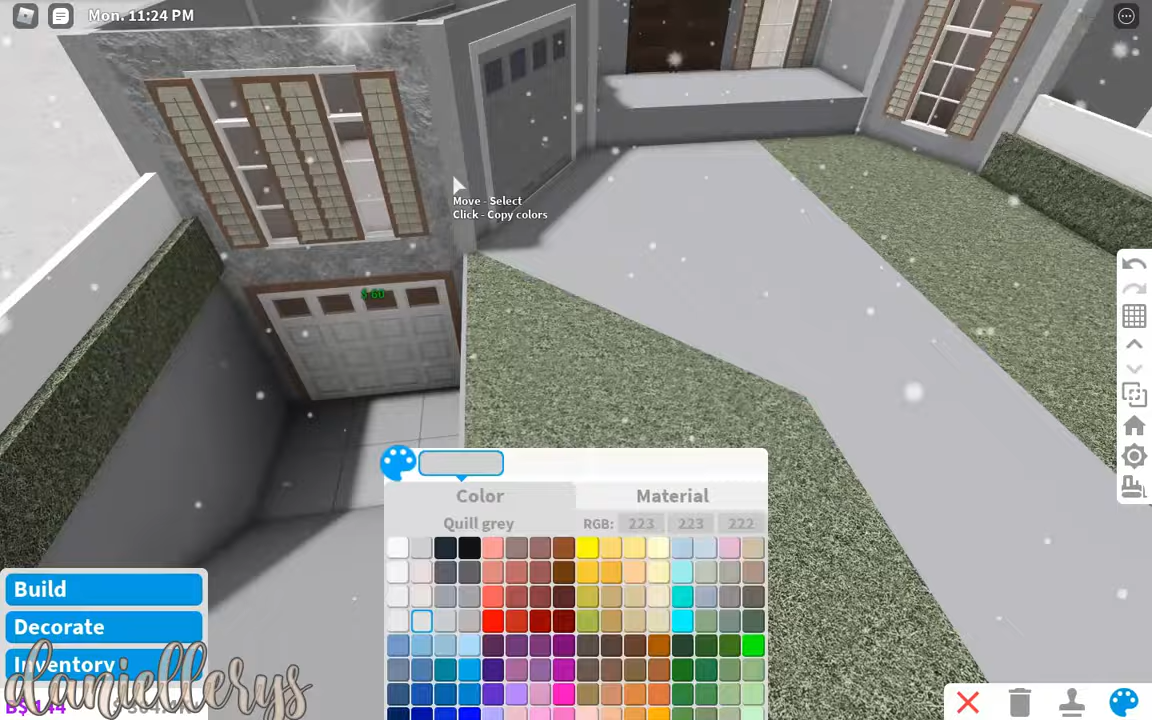 Mon. 11:24 PM
Move - Select
Click - Copy colors
$ 60
Color
Material
Quill grey
RGB: 223 223 222
Build
Decorate
Inventory
daniellerys